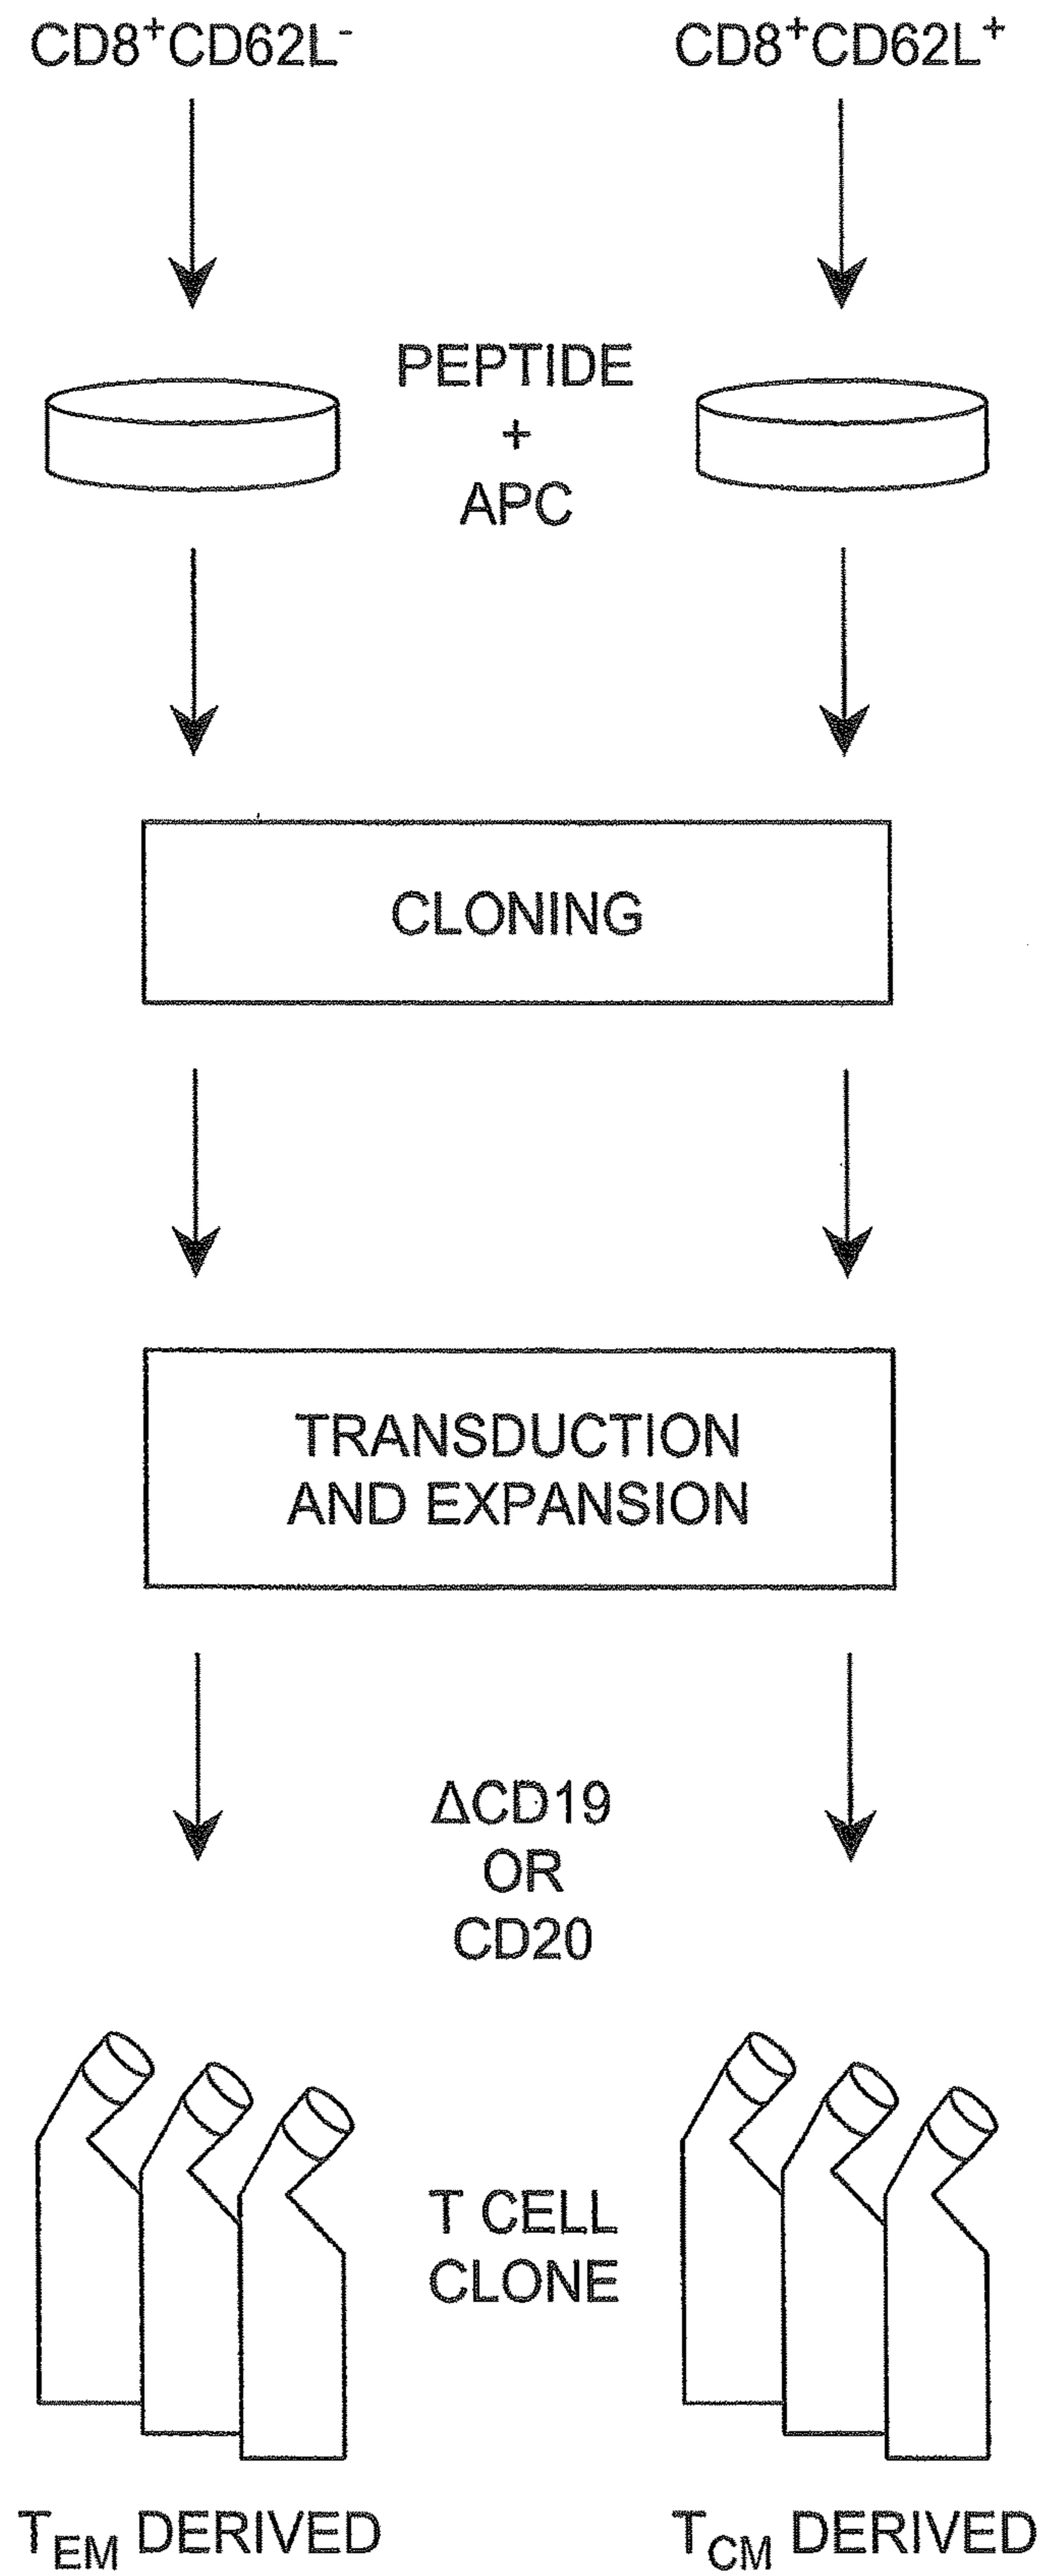 CD8⁺CD62L⁻ CD8⁺CD62L⁺
PEPTIDE
+
APC
CLONING
TRANSDUCTION
AND EXPANSION
ΔCD19
OR
CD20
T CELL
CLONE
T_EM DERIVED T_CM DERIVED